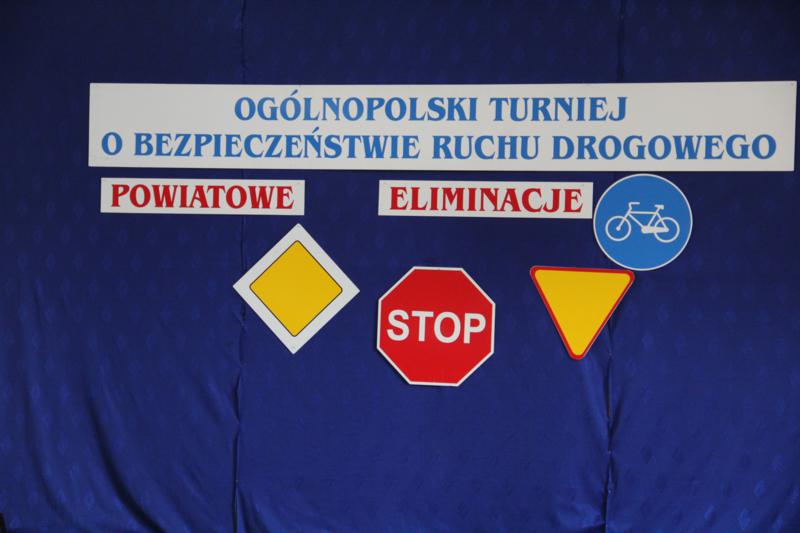 OGÓLNOPOLSKI TURNIEJ
O BEZPIECZEŃSTWIE RUCHU DROGOWEGO
POWIATOWE ELIMINACJE
STOP